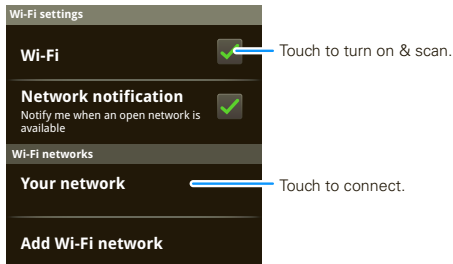 Wi-Fi settings
Wi-Fi
Touch to turn on & scan.
Network notification
Notify me when an open network is
available
Wi-Fi networks
Your network
Touch to connect.
Add Wi-Fi network